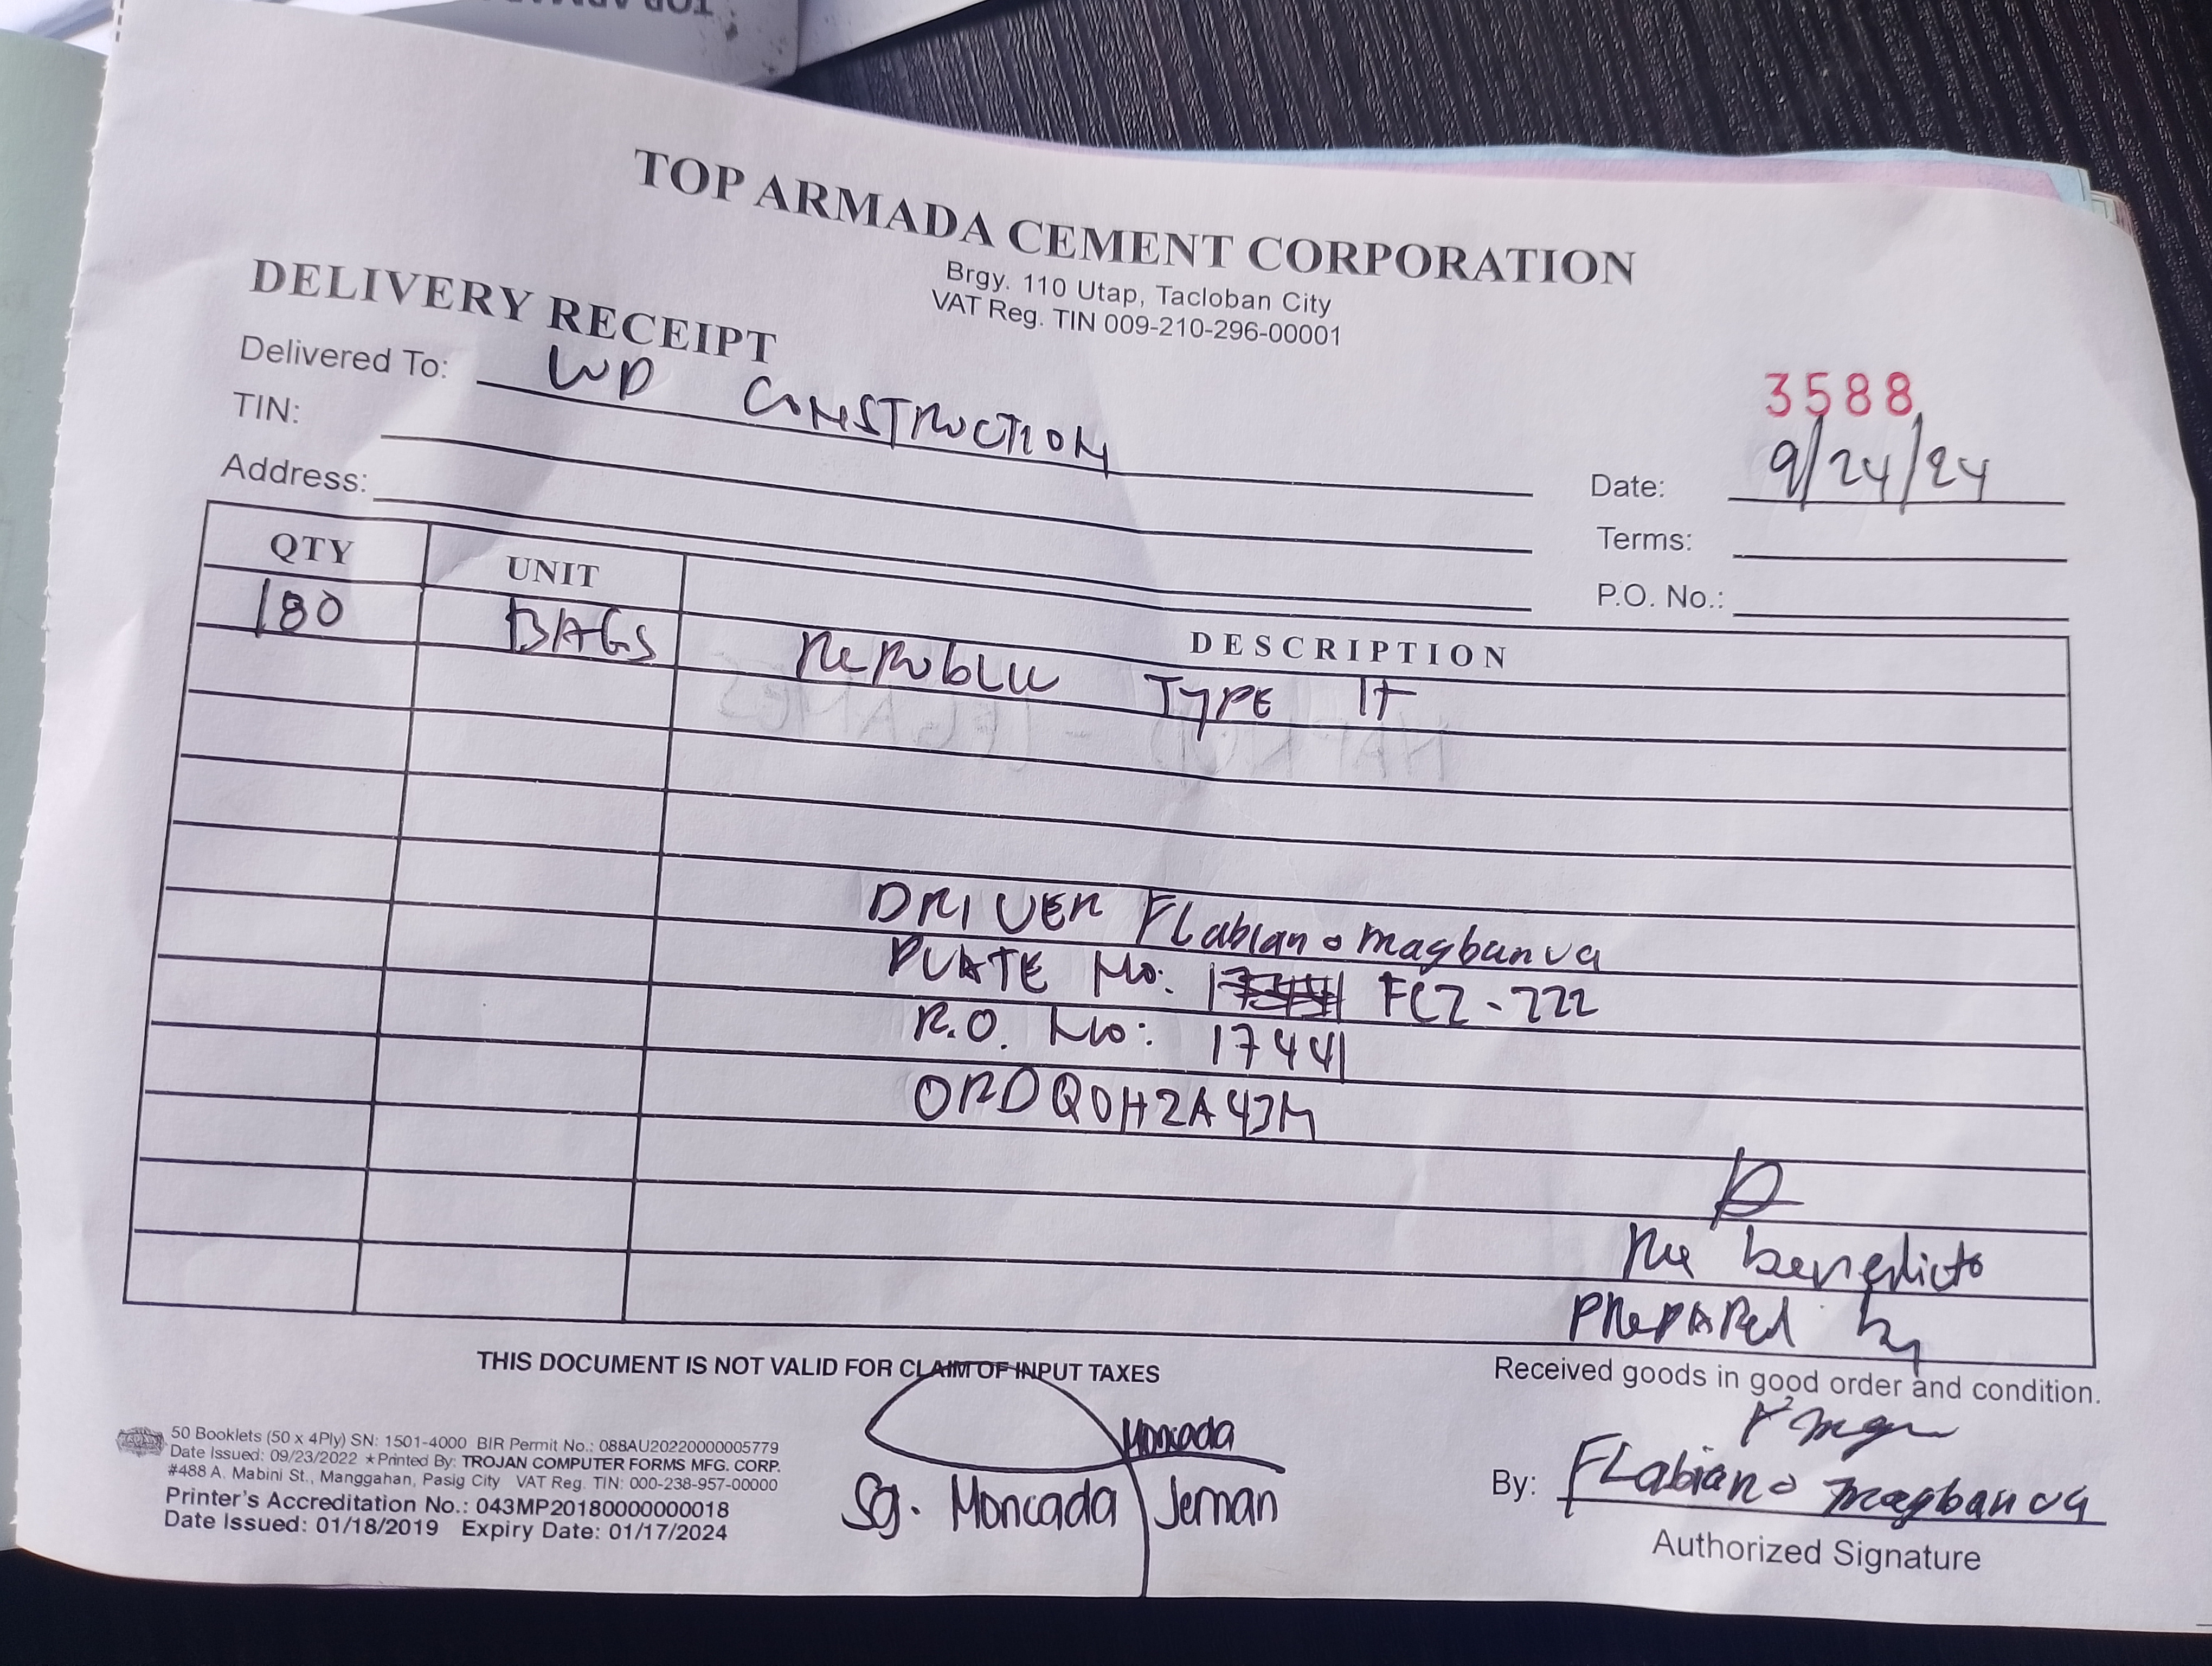 TOP ARMADA CEMENT CORPORATION
Brgy. 110 Utap, Tacloban City
VAT Reg. TIN 009-210-296-00001
DELIVERY RECEIPT
3588
Delivered To: WD CONSTRUCTION
Date: 9/24/24
TIN:
Terms:
Address:
P.O. No.:
QTY UNIT DESCRIPTION
180 BAGS REPUBLIC TYPE 1T
DRIVER FLabiano magbanua
PLATE No: FCZ-722
R.O. No: 17441
ORDQ0H2A43M
benedicto
PREPARED by
THIS DOCUMENT IS NOT VALID FOR CLAIM OF INPUT TAXES
Received goods in good order and condition.
50 Booklets (50 x 4Ply) SN: 1501-4000 BIR Permit No.: 088AU20220000005779
Date Issued: 09/23/2022 ★Printed By: TROJAN COMPUTER FORMS MFG. CORP.
#488 A. Mabini St., Manggahan, Pasig City VAT Reg. TIN: 000-238-957-00000
Printer's Accreditation No.: 043MP20180000000018
Date Issued: 01/18/2019 Expiry Date: 01/17/2024
Moncada
Sg. Moncada Jeman
By: FLabiano magbanua
Authorized Signature